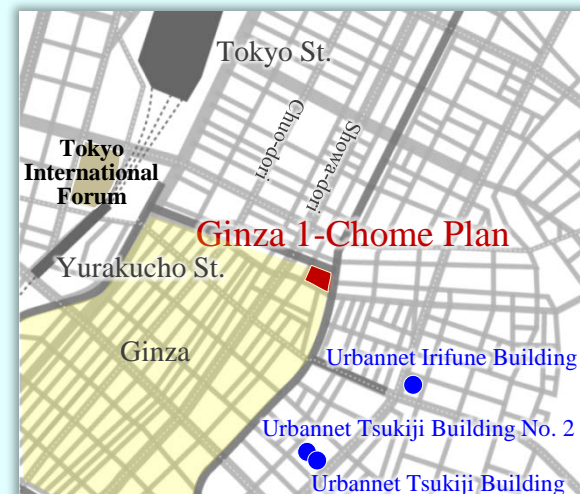 Tokyo St.
Chuo-dori
Showa-dori
Tokyo
International
Forum
Ginza 1-Chome Plan
Yurakucho St.
Ginza
Urbannet Irifune Building
Urbannet Tsukiji Building No. 2
Urbannet Tsukiji Building